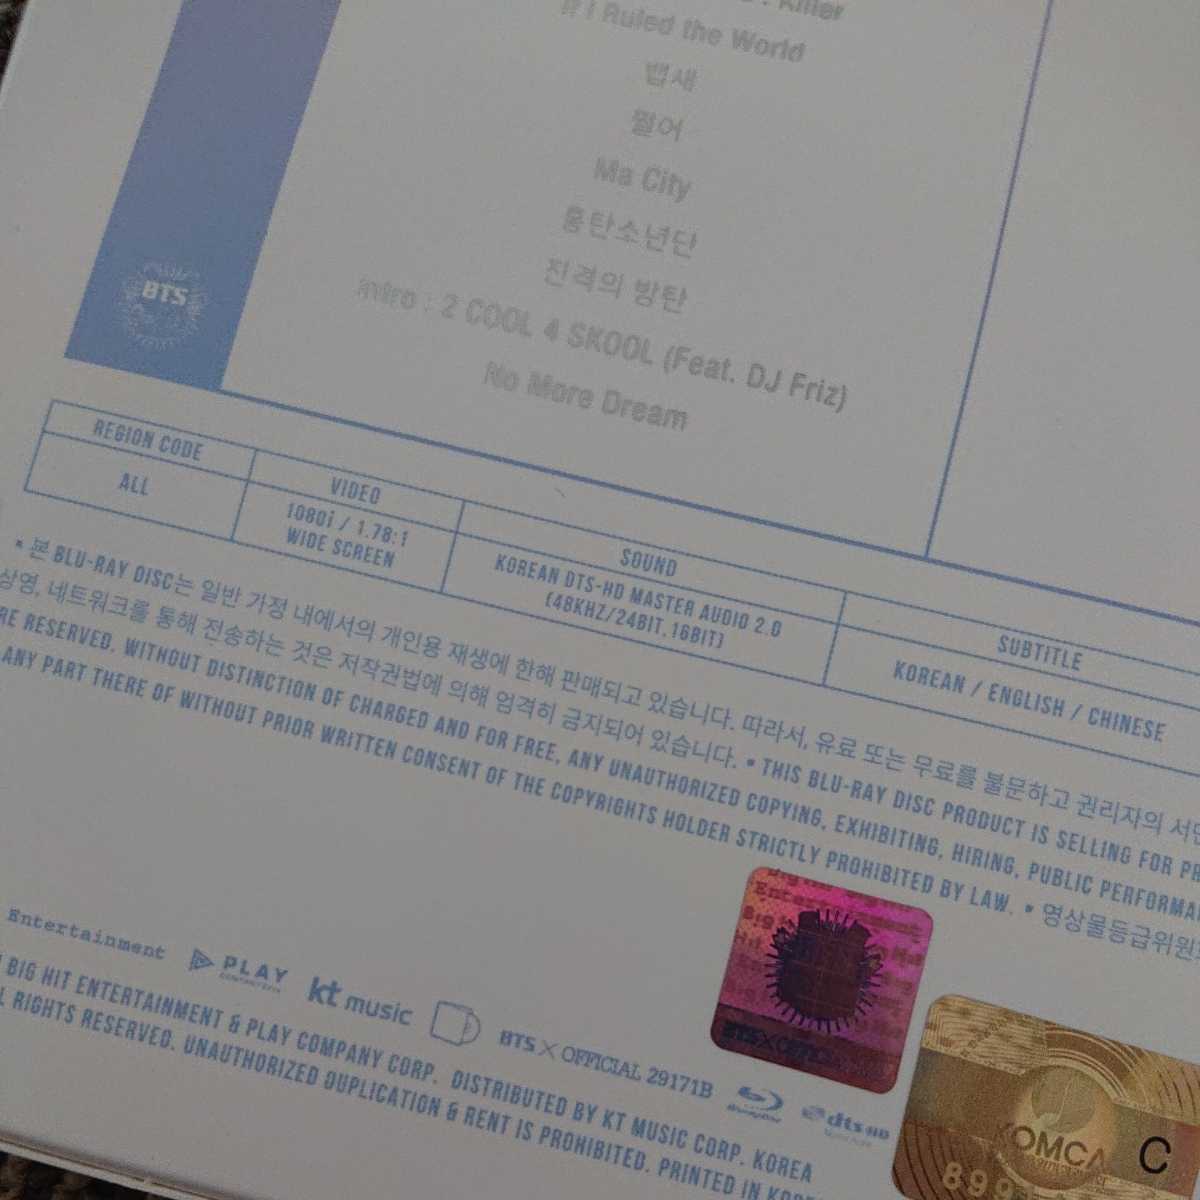 : Killer
If I Ruled the World
뱁새
쩔어
Ma City
흥탄소년단
진격의 방탄
Intro : 2 COOL 4 SKOOL (Feat. DJ Friz)
No More Dream
BTS
REGION CODE
ALL
VIDEO
1080i / 1.78:1
WIDE SCREEN
SOUND
KOREAN DTS-HD MASTER AUDIO 2.0
(48KHZ/24BIT,16BIT)
SUBTITLE
KOREAN / ENGLISH / CHINESE
* 본 BLU-RAY DISC는 일반 가정 내에서의 개인용 재생에 한해 판매되고 있습니다. 따라서, 유료 또는 무료를 불문하고 권리자의 서면
상영, 네트워크를 통해 전송하는 것은 저작권법에 의해 엄격히 금지되어 있습니다. * THIS BLU-RAY DISC PRODUCT IS SELLING FOR PR
RE RESERVED. WITHOUT DISTINCTION OF CHARGED AND FOR FREE, ANY UNAUTHORIZED COPYING, EXHIBITING, HIRING, PUBLIC PERFORMA
ANY PART THERE OF WITHOUT PRIOR WRITTEN CONSENT OF THE COPYRIGHTS HOLDER STRICTLY PROHIBITED BY LAW. * 영상물등급위원
Entertainment
PLAY
kt music
BTS X OFFICIAL 29171B
Blu-ray Disc
dts HD
BIG HIT ENTERTAINMENT & PLAY COMPANY CORP. DISTRIBUTED BY KT MUSIC CORP. KOREA
L RIGHTS RESERVED. UNAUTHORIZED DUPLICATION & RENT IS PROHIBITED. PRINTED IN KOR
KOMCA
C
899